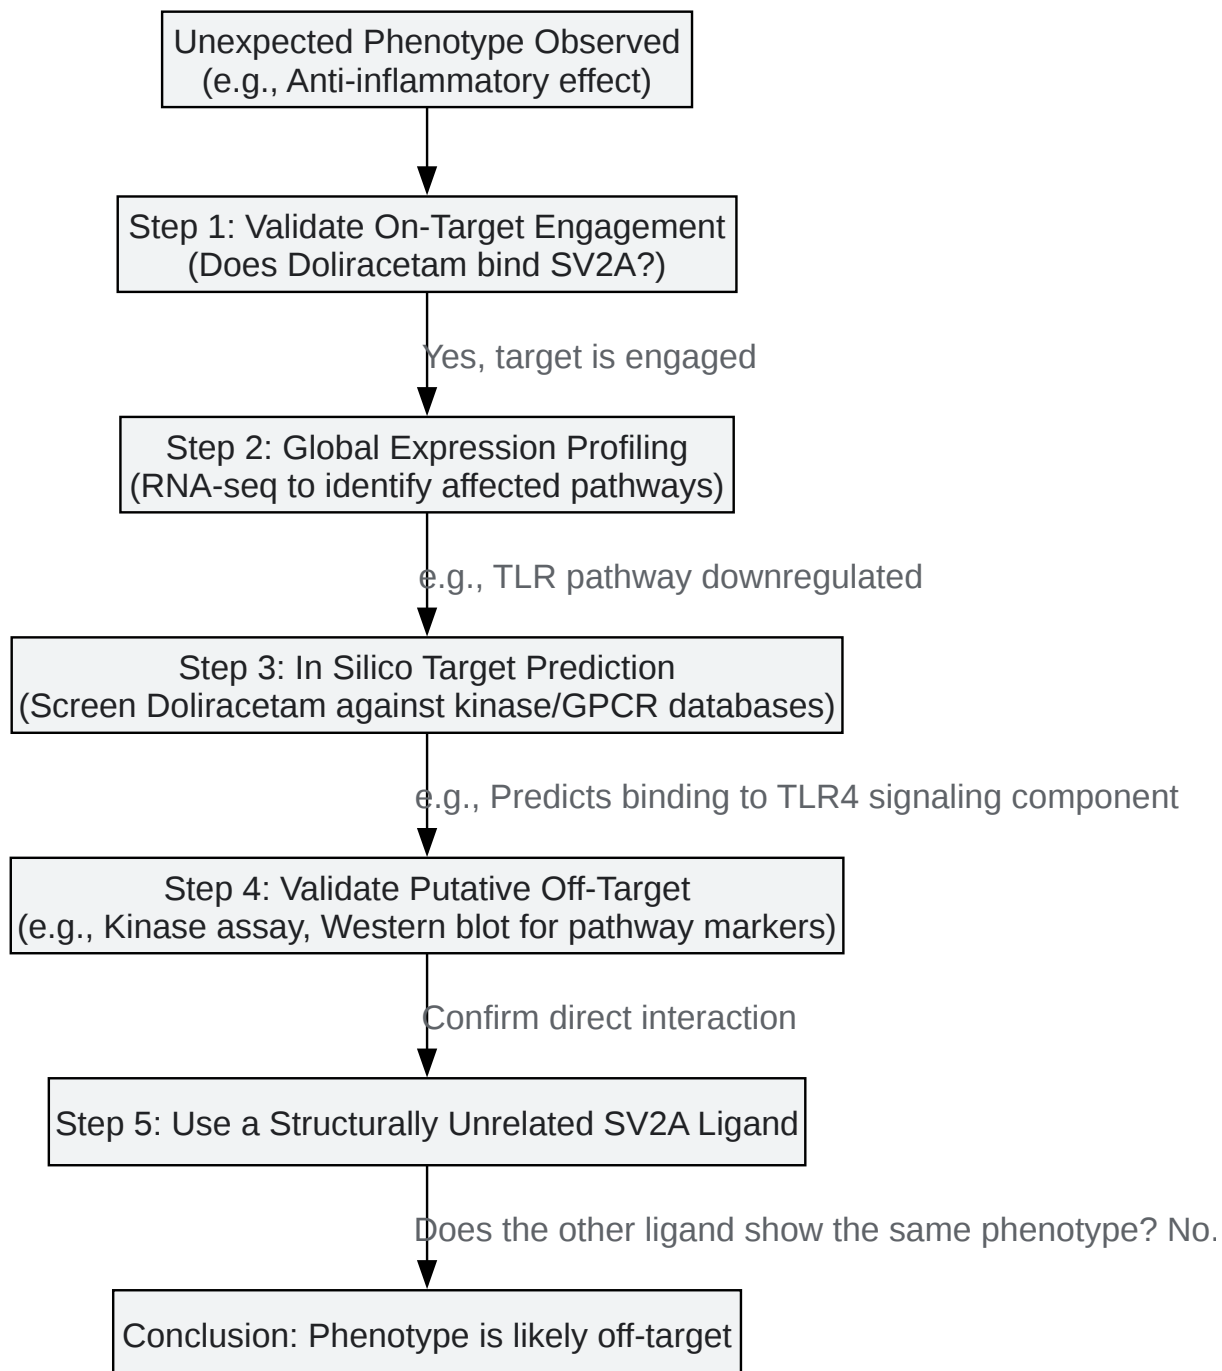 Unexpected Phenotype Observed
(e.g., Anti-inflammatory effect)
Step 1: Validate On-Target Engagement
(Does Doliracetam bind SV2A?)
Yes, target is engaged
Step 2: Global Expression Profiling
(RNA-seq to identify affected pathways)
e.g., TLR pathway downregulated
Step 3: In Silico Target Prediction
(Screen Doliracetam against kinase/GPCR databases)
e.g., Predicts binding to TLR4 signaling component
Step 4: Validate Putative Off-Target
(e.g., Kinase assay, Western blot for pathway markers)
Confirm direct interaction
Step 5: Use a Structurally Unrelated SV2A Ligand
Does the other ligand show the same phenotype? No.
Conclusion: Phenotype is likely off-target